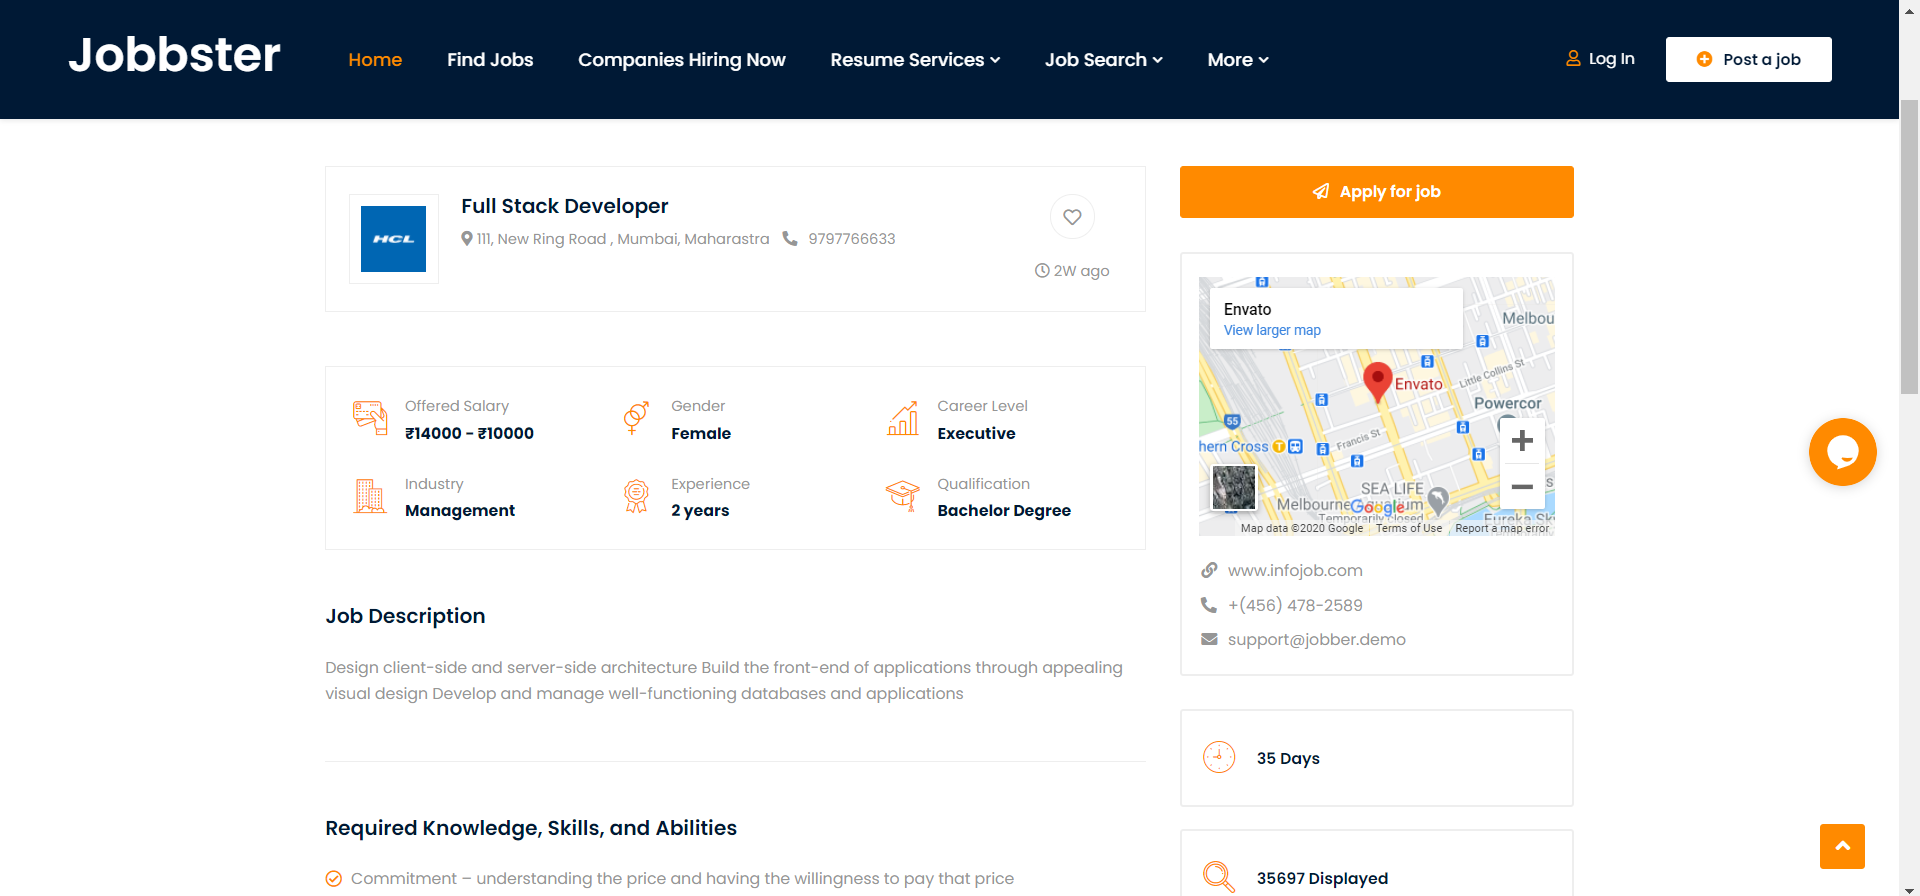 Jobbster
Home
Find Jobs
Companies Hiring Now
Resume Services
Job Search
More
Log In
Post a job
HCL
Full Stack Developer
111, New Ring Road , Mumbai, Maharastra
9797766633
2W ago
Offered Salary
₹14000 - ₹10000
Gender
Female
Career Level
Executive
Industry
Management
Experience
2 years
Qualification
Bachelor Degree
Job Description
Design client-side and server-side architecture Build the front-end of applications through appealing
visual design Develop and manage well-functioning databases and applications
Required Knowledge, Skills, and Abilities
Commitment – understanding the price and having the willingness to pay that price
Apply for job
Envato
View larger map
Melbou
Envato
Little Collins St
Powercor
55
Francis St
hern Cross
T
SEA LIFE
Melbourne
Google
Temporarily closed
Eureka Sk
Map data ©2020 Google
Terms of Use
Report a map error
www.infojob.com
+(456) 478-2589
support@jobber.demo
35 Days
35697 Displayed